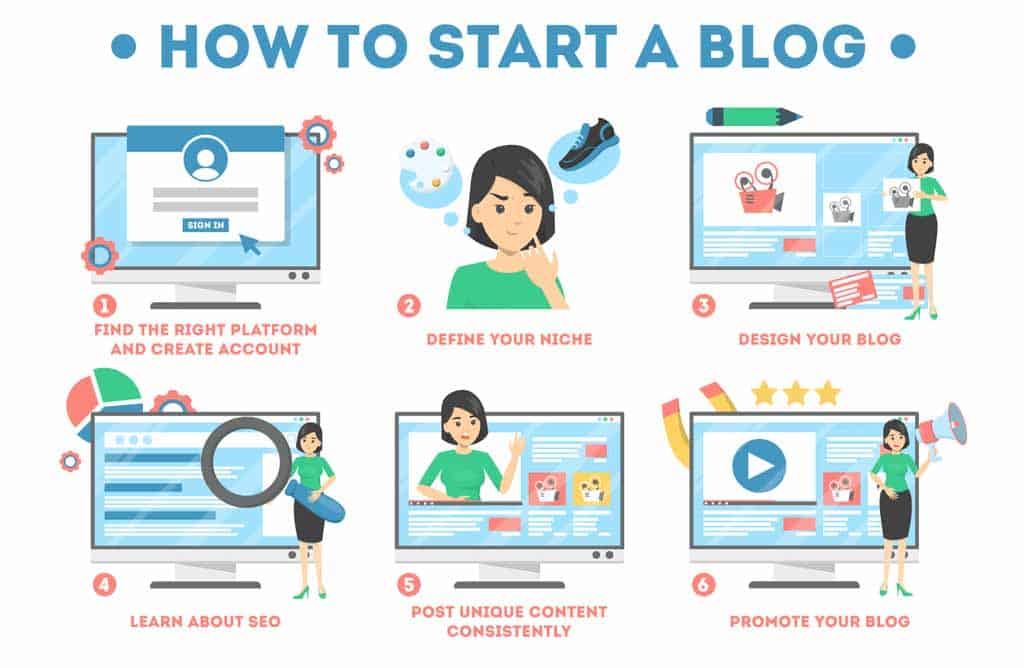 • HOW TO START A BLOG •
SIGN IN
1
FIND THE RIGHT PLATFORM
AND CREATE ACCOUNT
2
DEFINE YOUR NICHE
3
DESIGN YOUR BLOG
4
LEARN ABOUT SEO
5
POST UNIQUE CONTENT
CONSISTENTLY
6
PROMOTE YOUR BLOG